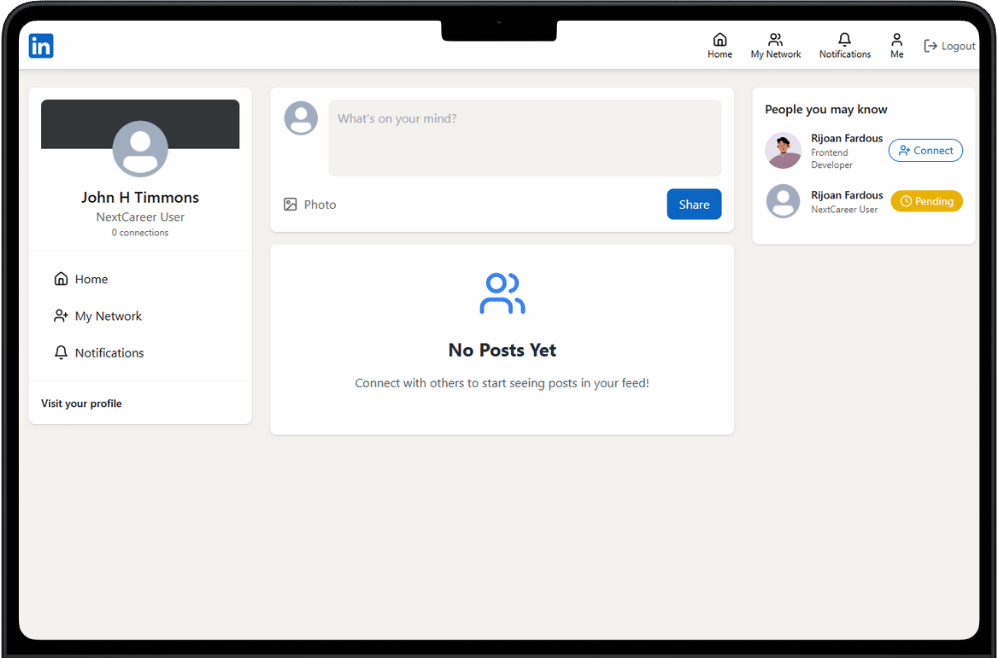 in
Home
My Network
Notifications
Me
Logout
John H Timmons
NextCareer User
0 connections
Home
My Network
Notifications
Visit your profile
What's on your mind?
Photo
Share
No Posts Yet
Connect with others to start seeing posts in your feed!
People you may know
Rijoan Fardous
Frontend
Developer
Connect
Rijoan Fardous
NextCareer User
Pending